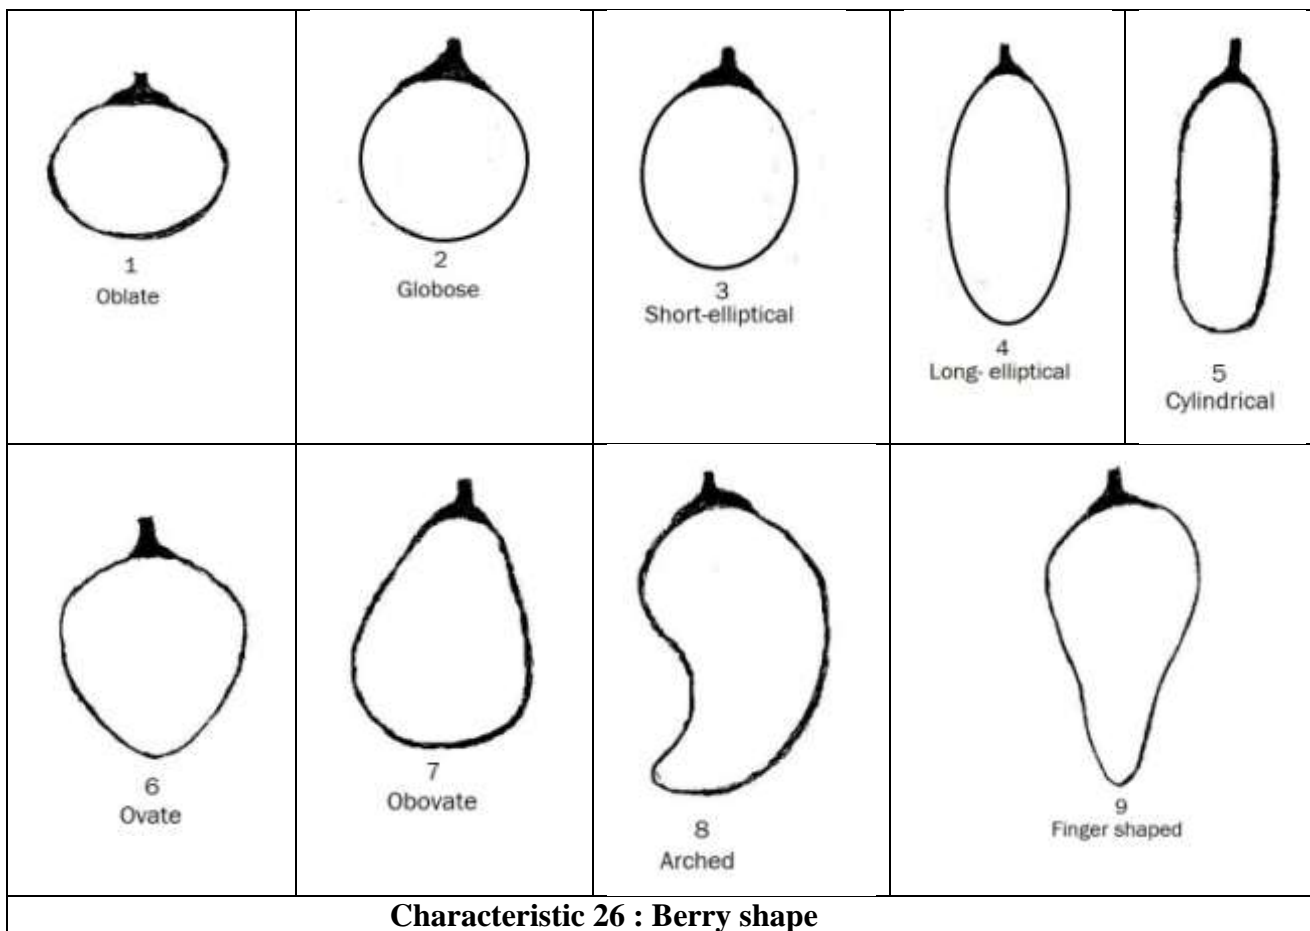 1
Oblate
2
Globose
3
Short-elliptical
4
Long- elliptical
5
Cylindrical
6
Ovate
7
Obovate
8
Arched
9
Finger shaped
Characteristic 26 : Berry shape